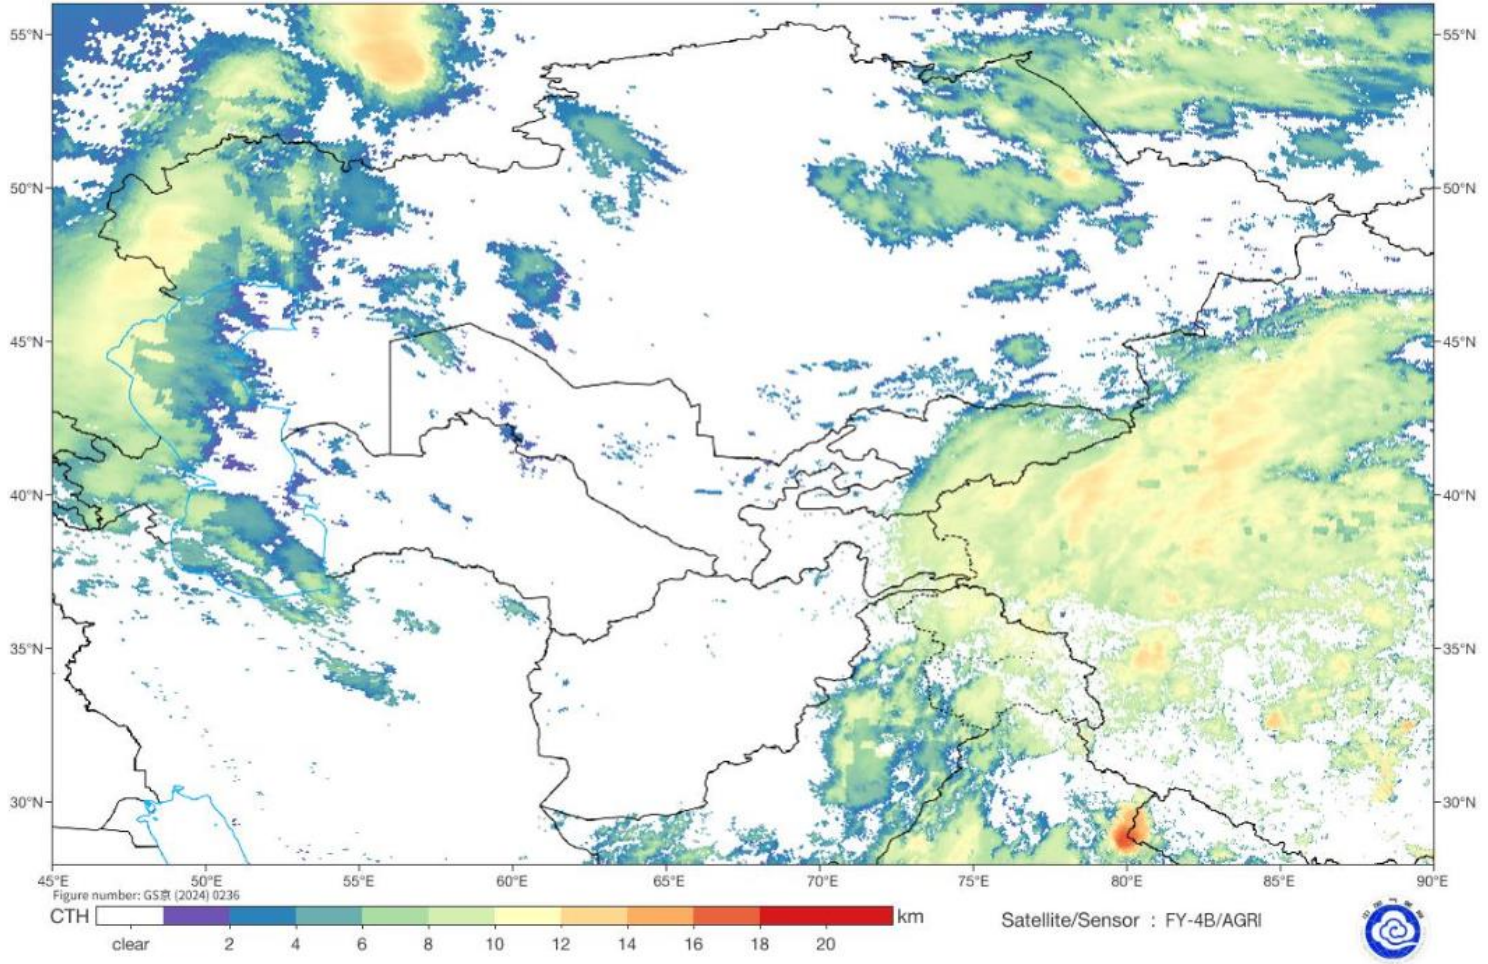 55°N
55°N
50°N
50°N
45°N
45°N
40°N
40°N
35°N
35°N
30°N
30°N
45°E 50°E 55°E 60°E 65°E 70°E 75°E 80°E 85°E 90°E
Figure number: GS京 (2024) 0236
CTH km
clear 2 4 6 8 10 12 14 16 18 20
Satellite/Sensor : FY-4B/AGRI